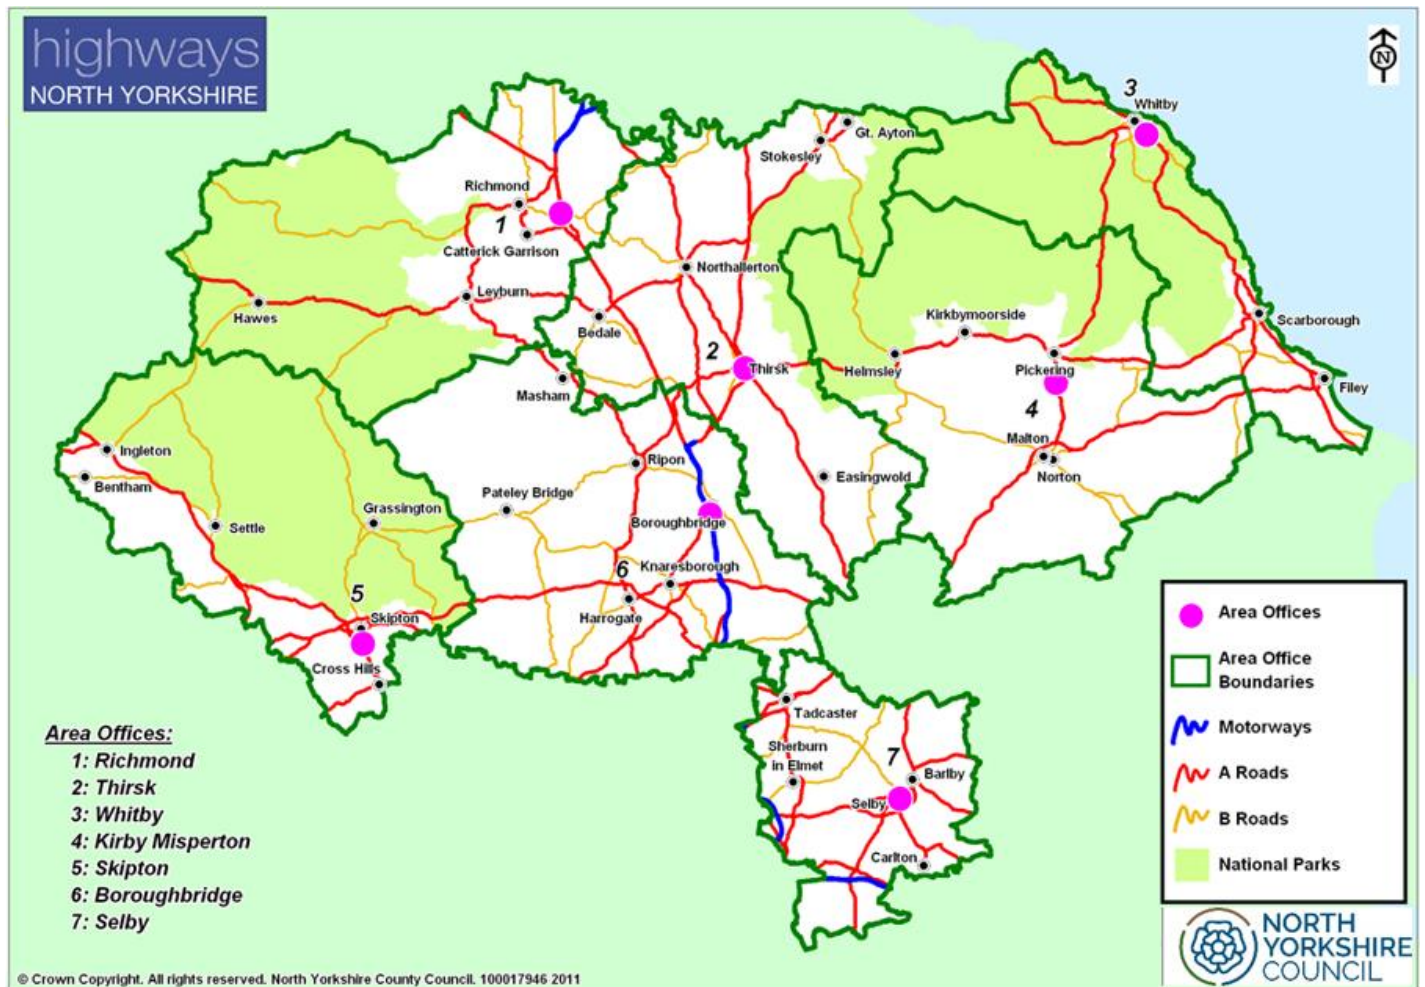 highways
NORTH YORKSHIRE
N
3
Whitby
Gt. Ayton
Stokesley
Richmond
1
Catterick Garrison
Northallerton
Leyburn
Hawes
Bedale
Kirkbymoorside
Scarborough
2
Thirsk
Helmsley
Pickering
Filey
Masham
4
Malton
Norton
Ingleton
Bentham
Ripon
Easingwold
Pateley Bridge
Grassington
Settle
Boroughbridge
Knaresborough
6
Harrogate
5
Skipton
Cross Hills
Tadcaster
Sherburn
in Elmet
7
Barlby
Selby
Carlton
Area Offices:
1: Richmond
2: Thirsk
3: Whitby
4: Kirby Misperton
5: Skipton
6: Boroughbridge
7: Selby
Area Offices
Area Office
Boundaries
Motorways
A Roads
B Roads
National Parks
NORTH
YORKSHIRE
COUNCIL
© Crown Copyright. All rights reserved. North Yorkshire County Council. 100017946 2011